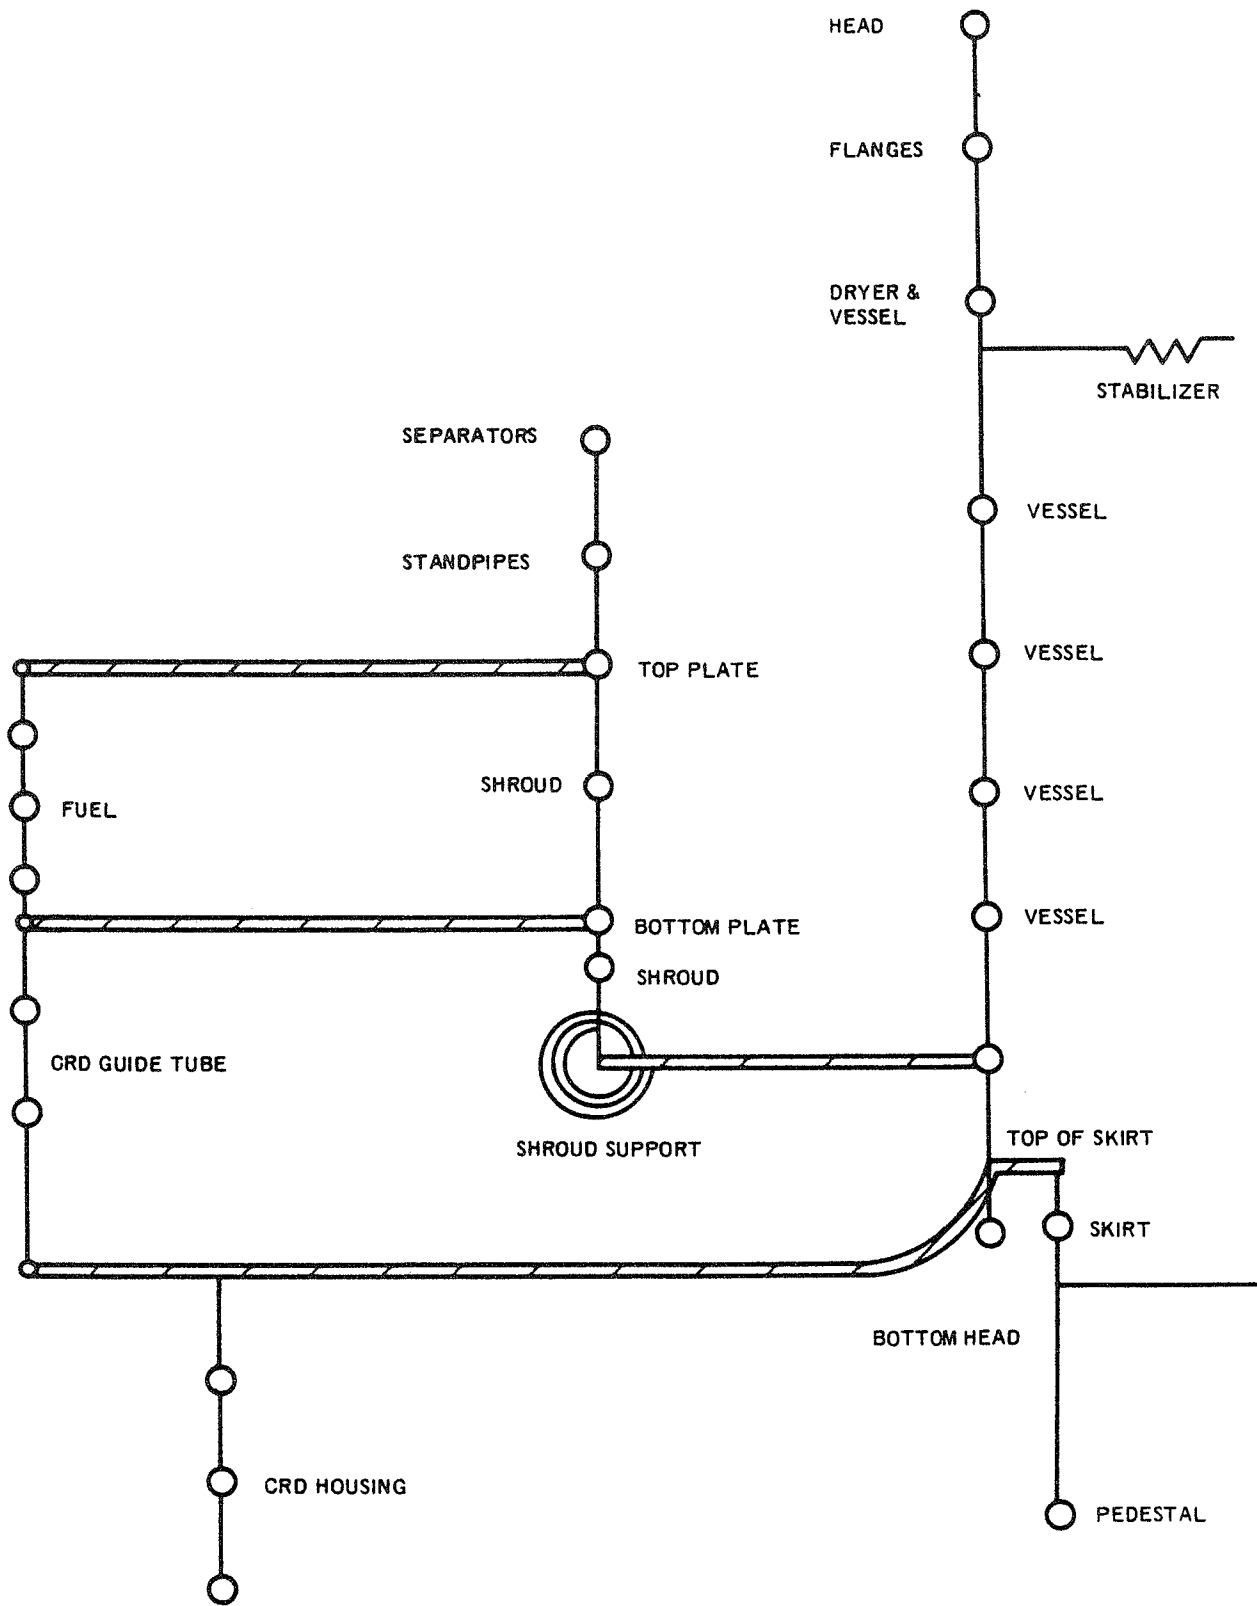 HEAD
FLANGES
DRYER &
VESSEL
STABILIZER
SEPARATORS
VESSEL
STANDPIPES
VESSEL
TOP PLATE
SHROUD
VESSEL
FUEL
VESSEL
BOTTOM PLATE
SHROUD
CRD GUIDE TUBE
TOP OF SKIRT
SHROUD SUPPORT
SKIRT
BOTTOM HEAD
CRD HOUSING
PEDESTAL